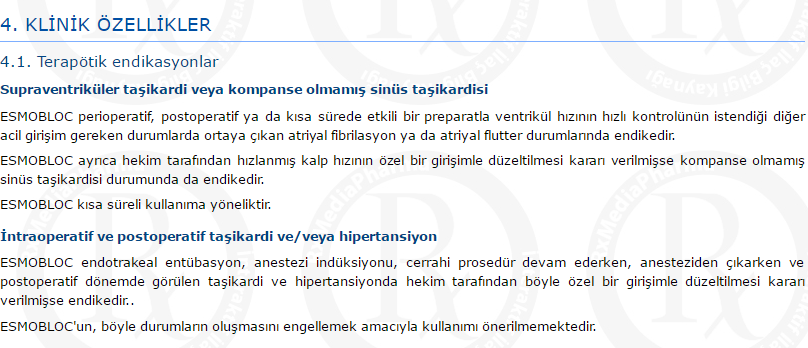 4. KLİNİK ÖZELLİKLER
4.1. Terapötik endikasyonlar
Supraventriküler taşikardi veya kompanse olmamış sinüs taşikardisi
ESMOBLOC perioperatif, postoperatif ya da kısa sürede etkili bir preparatla ventrikül hızının hızlı kontrolünün istendiği diğer
acil girişim gereken durumlarda ortaya çıkan atriyal fibrilasyon ya da atriyal flutter durumlarında endikedir.
ESMOBLOC ayrıca hekim tarafından hızlanmış kalp hızının özel bir girişimle düzeltilmesi kararı verilmişse kompanse olmamış
sinüs taşikardisi durumunda da endikedir.
ESMOBLOC kısa süreli kullanıma yöneliktir.
İntraoperatif ve postoperatif taşikardi ve/veya hipertansiyon
ESMOBLOC endotrakeal entübasyon, anestezi indüksiyonu, cerrahi prosedür devam ederken, anesteziden çıkarken ve
postoperatif dönemde görülen taşikardi ve hipertansiyonda hekim tarafından böyle özel bir girişimle düzeltilmesi kararı
verilmişse endikedir..
ESMOBLOC'un, böyle durumların oluşmasını engellemek amacıyla kullanımı önerilmemektedir.